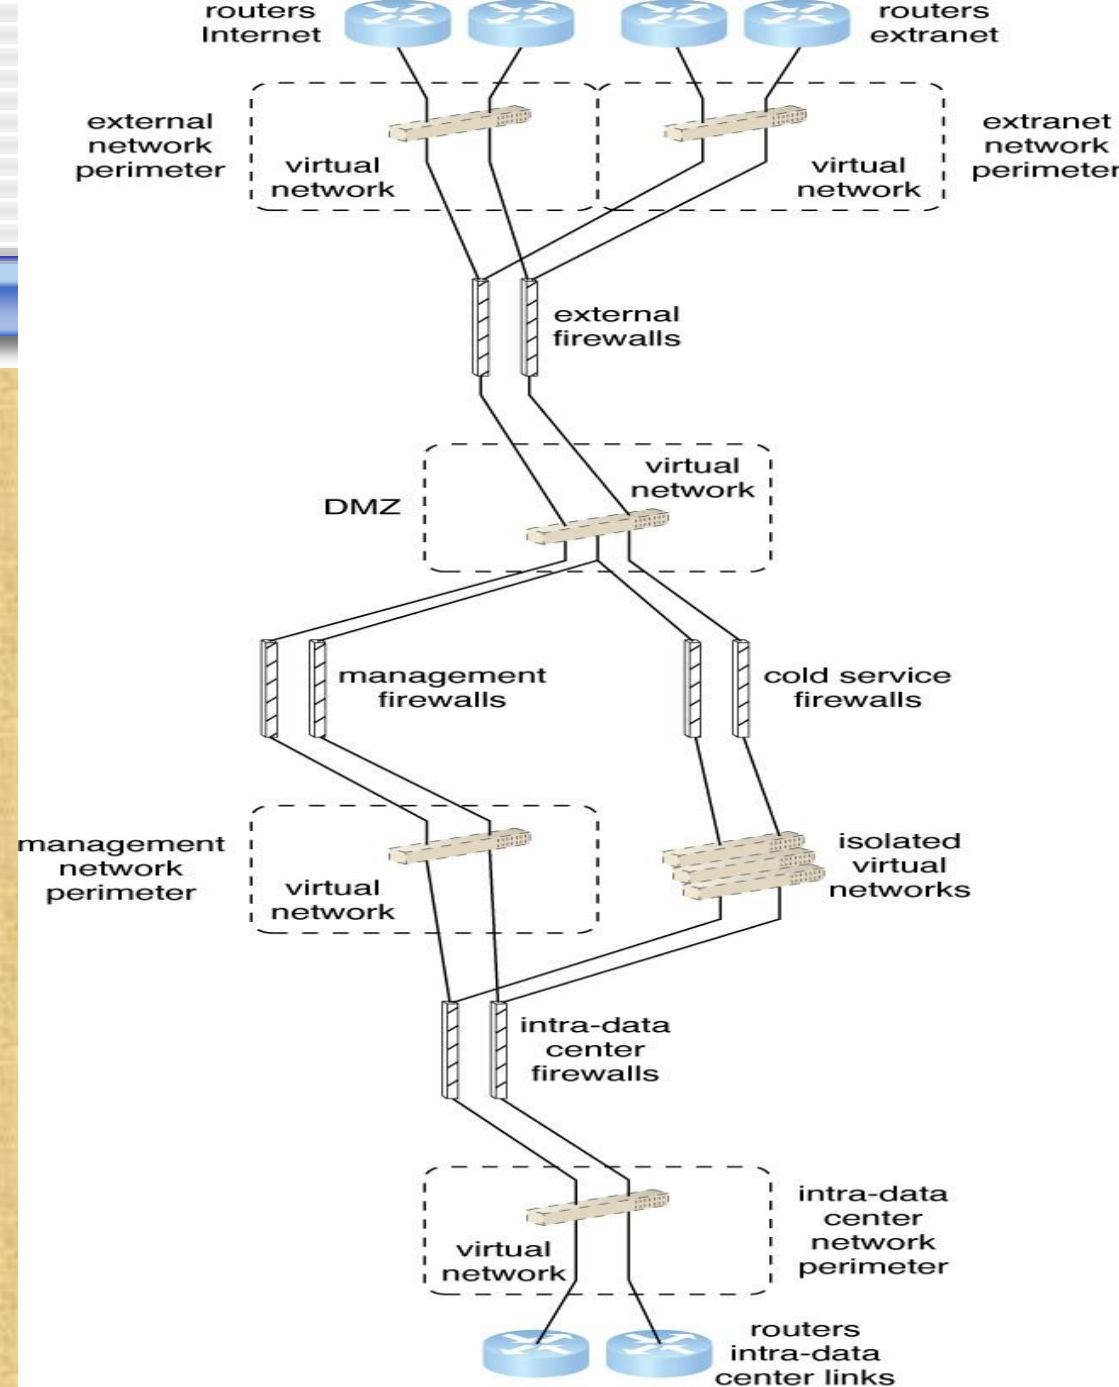 routers
Internet
routers
extranet
external
network
perimeter
virtual
network
virtual
network
extranet
network
perimeter
external
firewalls
DMZ
virtual
network
management
firewalls
cold service
firewalls
management
network
perimeter
virtual
network
isolated
virtual
networks
intra-data
center
firewalls
virtual
network
intra-data
center
network
perimeter
routers
intra-data
center links